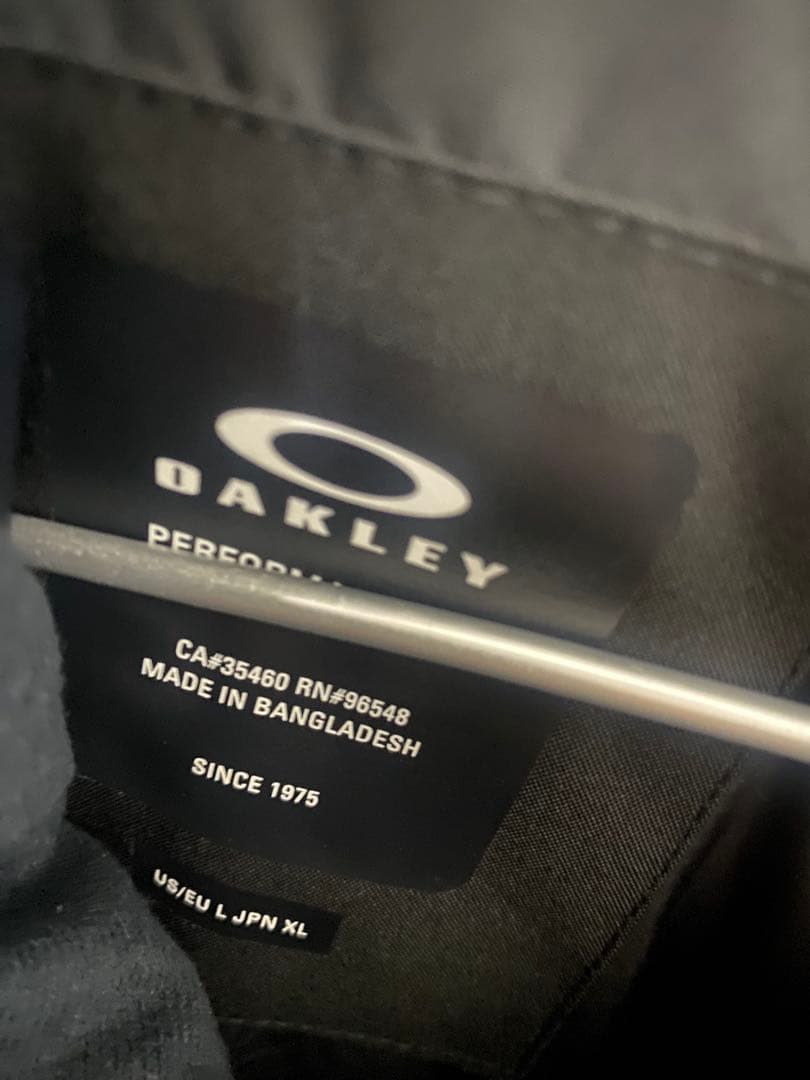 OAKLEY
CA#35460 RN#96548
MADE IN BANGLADESH
SINCE 1975
US/EU L JPN XL